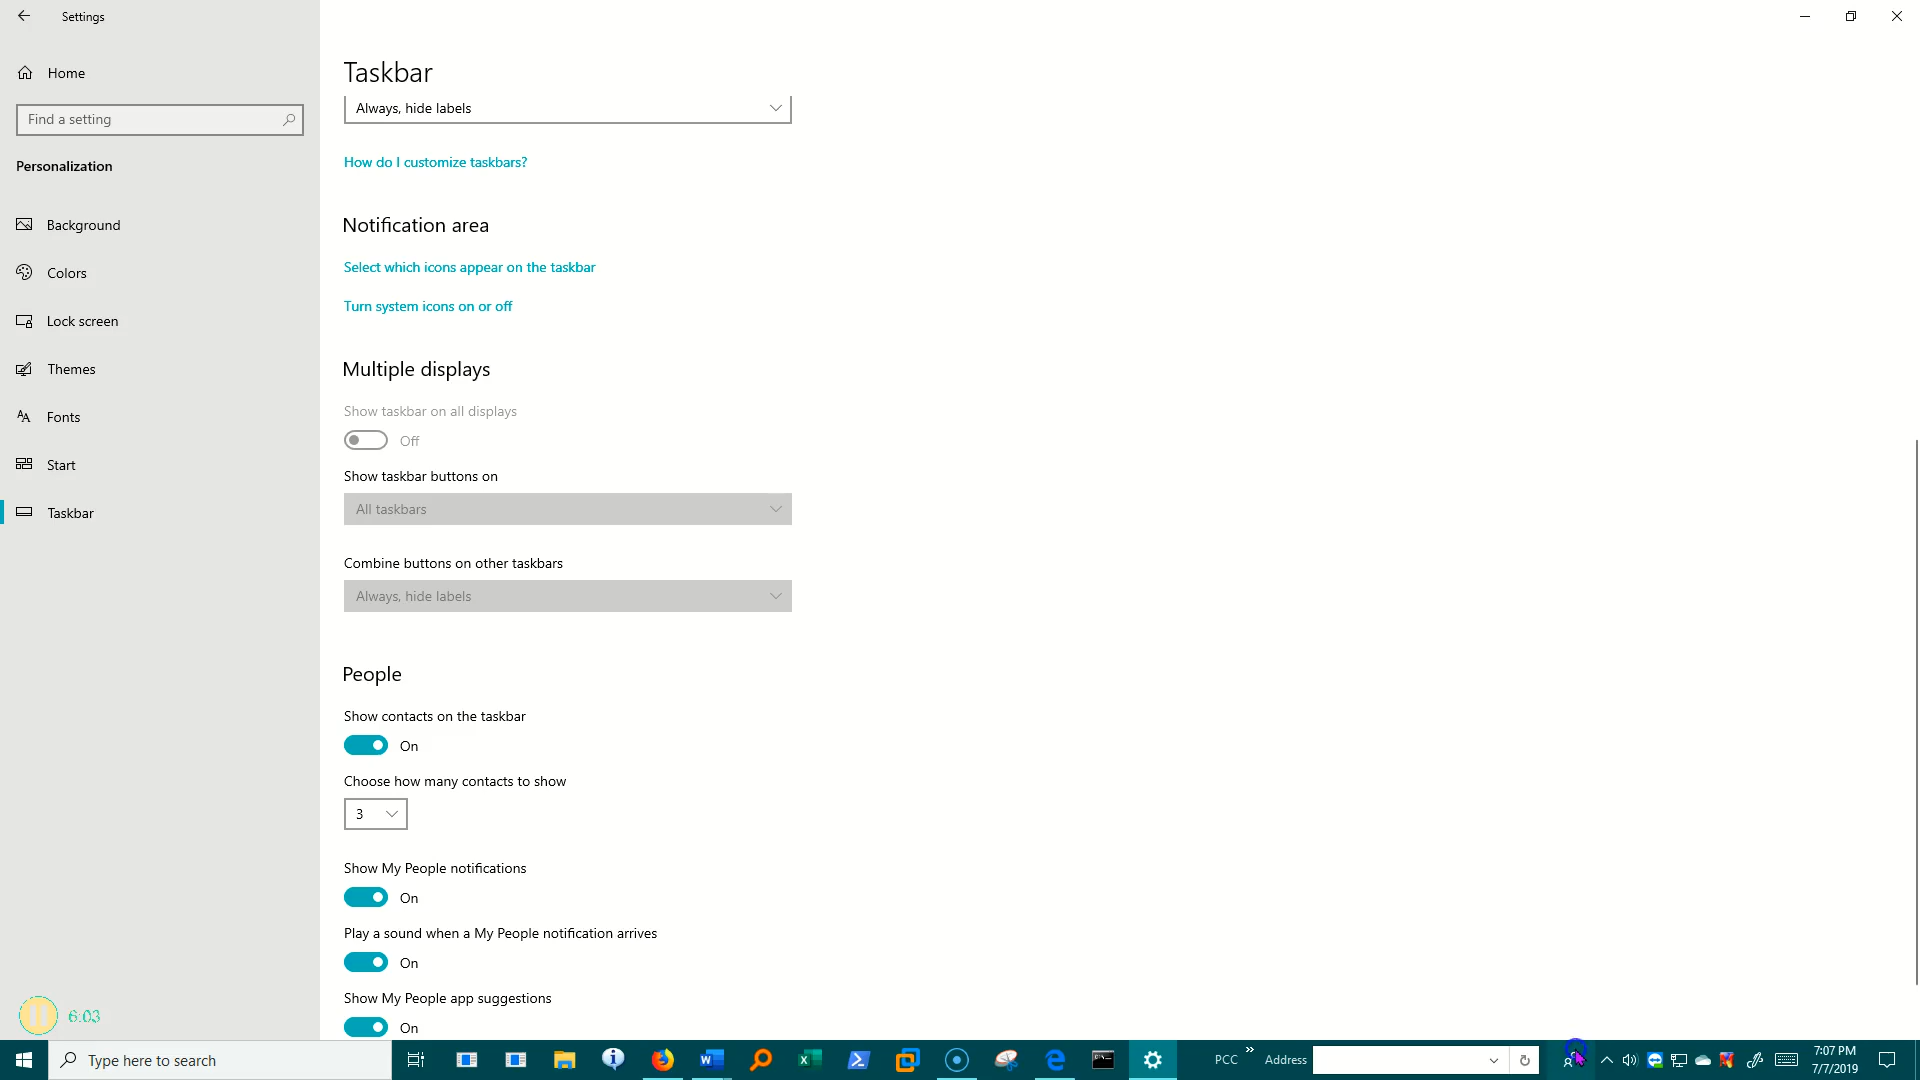 Settings
Home
Find a setting
Personalization
Background
Colors
Lock screen
Themes
Fonts
Start
Taskbar
Taskbar
Always, hide labels
How do I customize taskbars?
Notification area
Select which icons appear on the taskbar
Turn system icons on or off
Multiple displays
Show taskbar on all displays
Off
Show taskbar buttons on
All taskbars
Combine buttons on other taskbars
Always, hide labels
People
Show contacts on the taskbar
On
Choose how many contacts to show
3
Show My People notifications
On
Play a sound when a My People notification arrives
On
Show My People app suggestions
On
6:03
Type here to search
PCC
Address
7:07 PM
7/7/2019